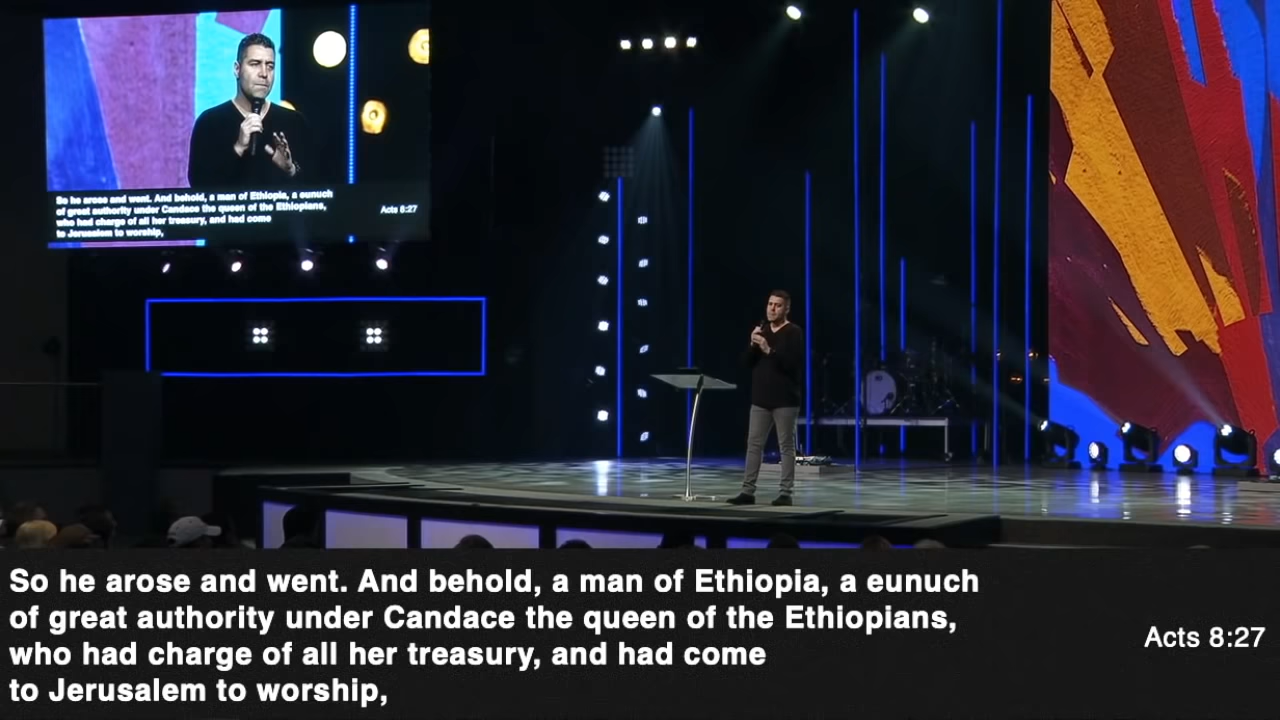 So he arose and went. And behold, a man of Ethiopia, a eunuch
of great authority under Candace the queen of the Ethiopians,
who had charge of all her treasury, and had come
to Jerusalem to worship,
Acts 8:27
So he arose and went. And behold, a man of Ethiopia, a eunuch
of great authority under Candace the queen of the Ethiopians,
who had charge of all her treasury, and had come
to Jerusalem to worship,
Acts 8:27